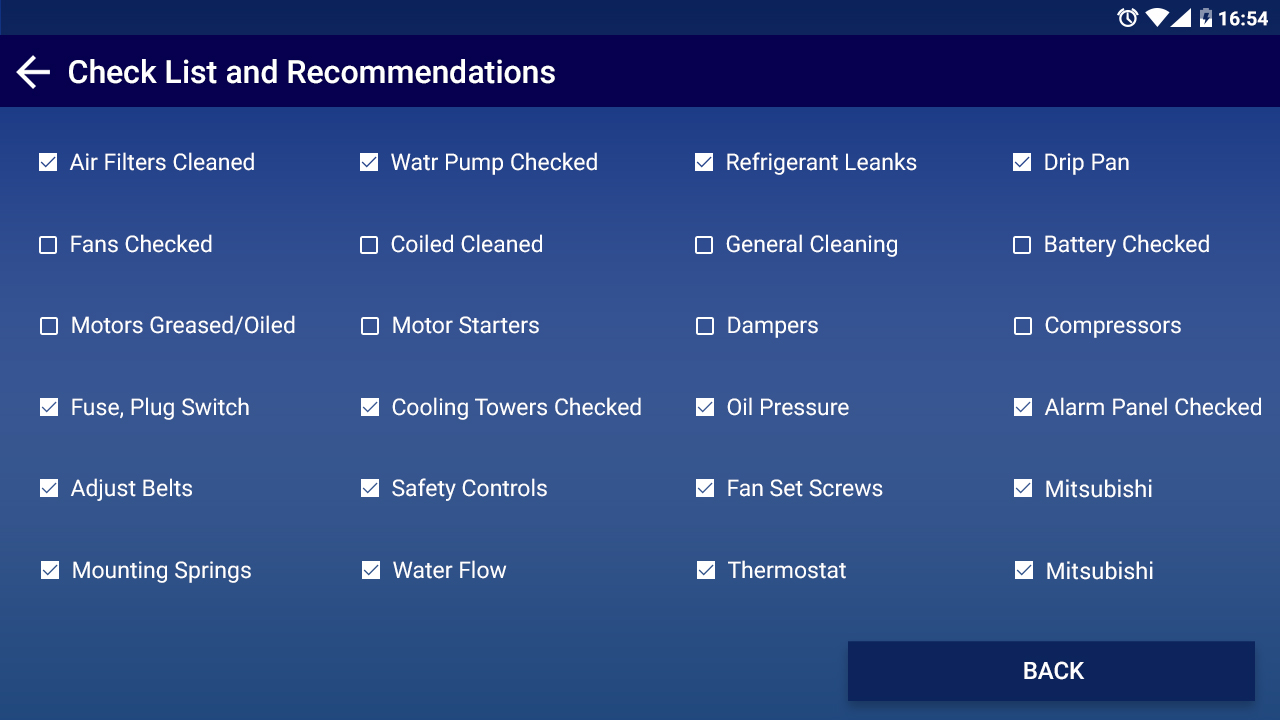 16:54
Check List and Recommendations
Air Filters Cleaned Watr Pump Checked Refrigerant Leanks Drip Pan
Fans Checked Coiled Cleaned General Cleaning Battery Checked
Motors Greased/Oiled Motor Starters Dampers Compressors
Fuse, Plug Switch Cooling Towers Checked Oil Pressure Alarm Panel Checked
Adjust Belts Safety Controls Fan Set Screws Mitsubishi
Mounting Springs Water Flow Thermostat Mitsubishi
BACK